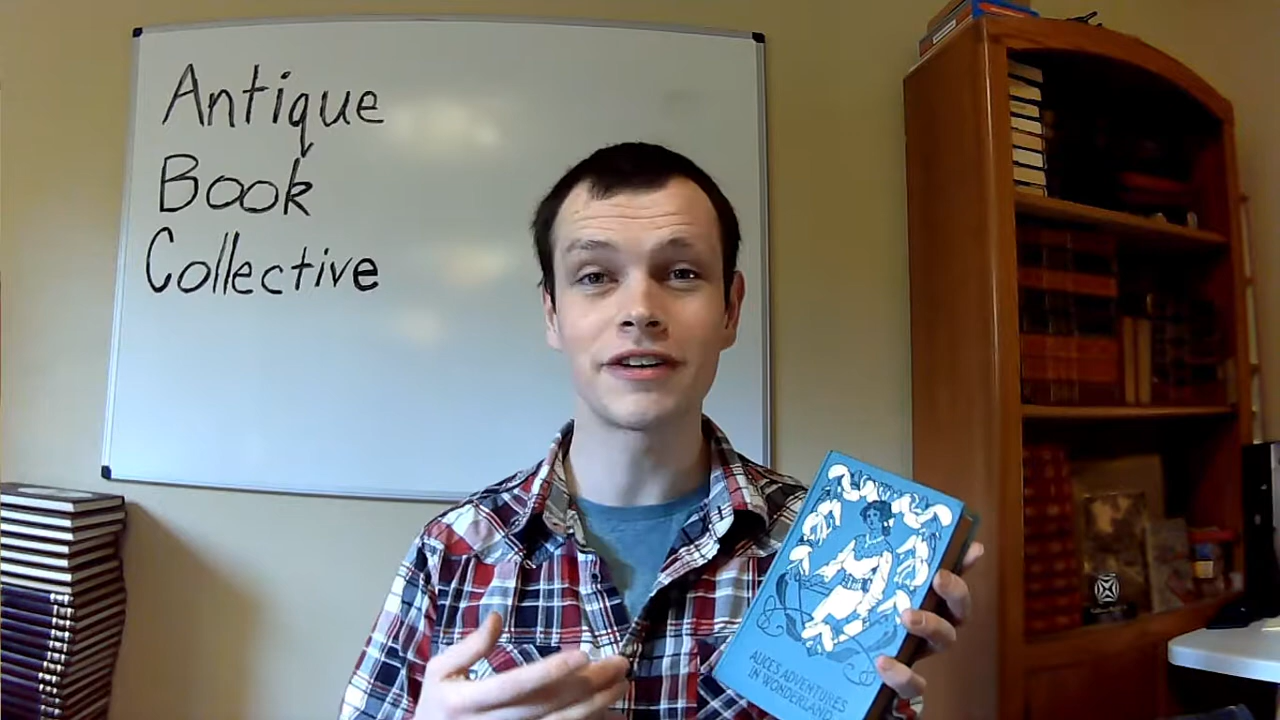 Antique
Book
Collective
ALICE'S ADVENTURES
IN WONDERLAND